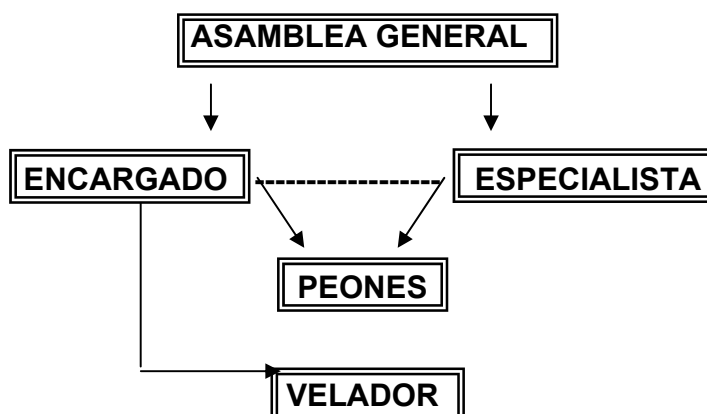 ASAMBLEA GENERAL
ENCARGADO
ESPECIALISTA
PEONES
VELADOR